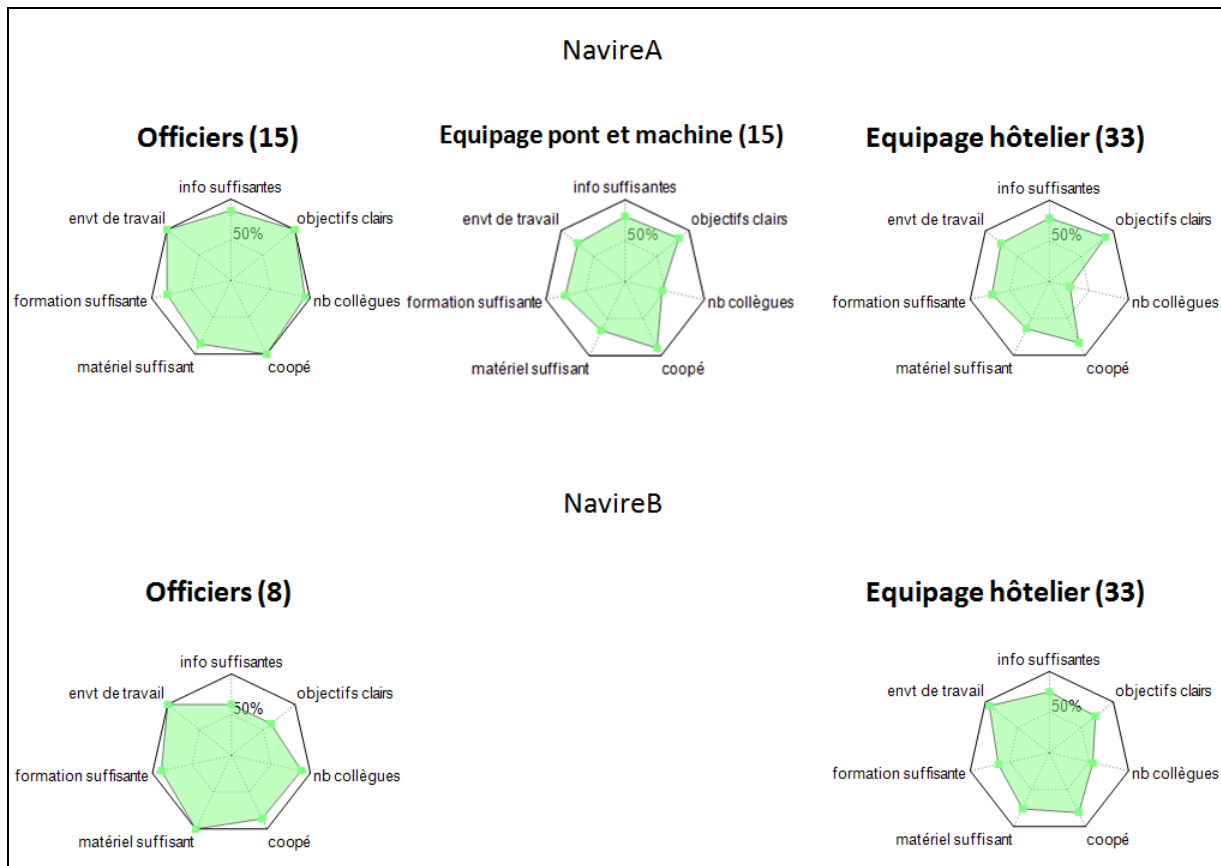 NavireA
Officiers (15)
Equipage pont et machine (15)
Equipage hôtelier (33)
info suffisantes
envt de travail
objectifs clairs
50%
formation suffisante
nb collègues
matériel suffisant
coopé
info suffisantes
envt de travail
objectifs clairs
50%
formation suffisante
nb collègues
matériel suffisant
coopé
info suffisantes
envt de travail
objectifs clairs
50%
formation suffisante
nb collègues
matériel suffisant
coopé
NavireB
Officiers (8)
Equipage hôtelier (33)
info suffisantes
envt de travail
objectifs clairs
50%
formation suffisante
nb collègues
matériel suffisant
coopé
info suffisantes
envt de travail
objectifs clairs
50%
formation suffisante
nb collègues
matériel suffisant
coopé